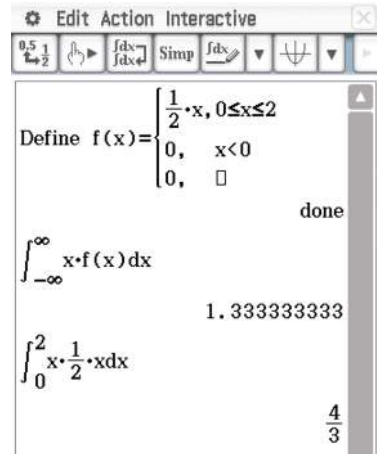 Edit Action Interactive
0.5 1 2 ∫dx ∫dx Simp ∫dx
Define f(x)={ 1/2·x, 0≤x≤2
0, x<0
0, □
done
∫_{-∞}^{∞} x·f(x)dx
1.333333333
∫_{0}^{2} x·1/2·xdx
4/3